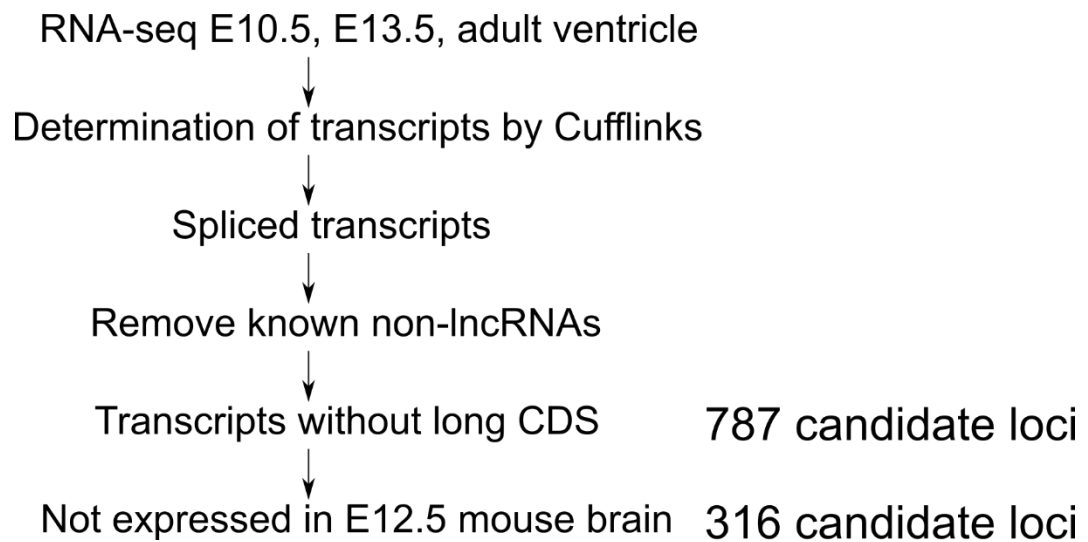 RNA-seq E10.5, E13.5, adult ventricle
Determination of transcripts by Cufflinks
Spliced transcripts
Remove known non-lncRNAs
Transcripts without long CDS 787 candidate loci
Not expressed in E12.5 mouse brain 316 candidate loci